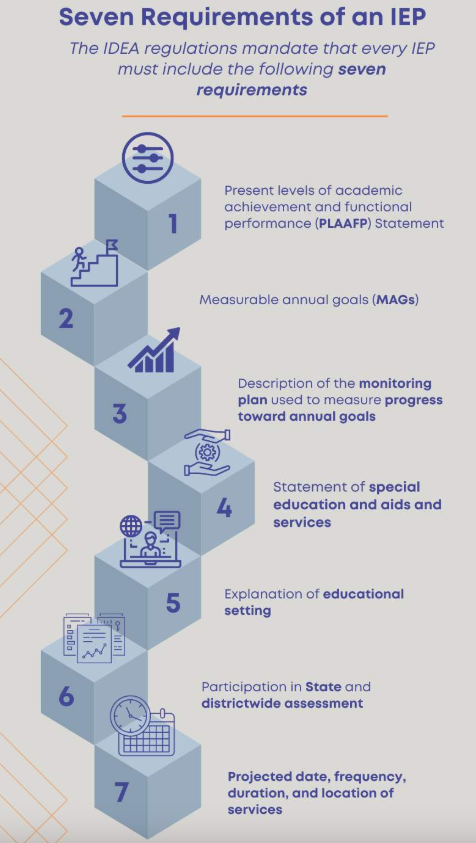 Seven Requirements of an IEP
The IDEA regulations mandate that every IEP
must include the following seven
requirements
1
Present levels of academic
achievement and functional
performance (PLAAFP) Statement
2
Measurable annual goals (MAGs)
3
Description of the monitoring
plan used to measure progress
toward annual goals
4
Statement of special
education and aids and
services
5
Explanation of educational
setting
6
Participation in State and
districtwide assessment
7
Projected date, frequency,
duration, and location of
services